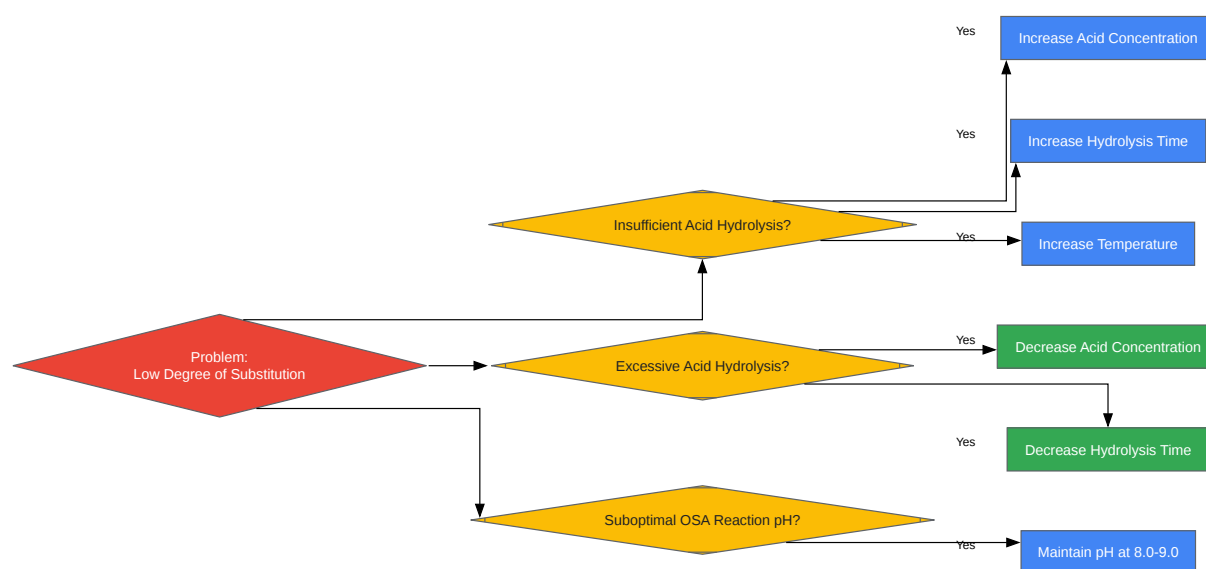 Yes
Increase Acid Concentration
Yes
Increase Hydrolysis Time
Insufficient Acid Hydrolysis?
Yes
Increase Temperature
Problem:
Low Degree of Substitution
Excessive Acid Hydrolysis?
Yes
Decrease Acid Concentration
Yes
Decrease Hydrolysis Time
Suboptimal OSA Reaction pH?
Yes
Maintain pH at 8.0-9.0